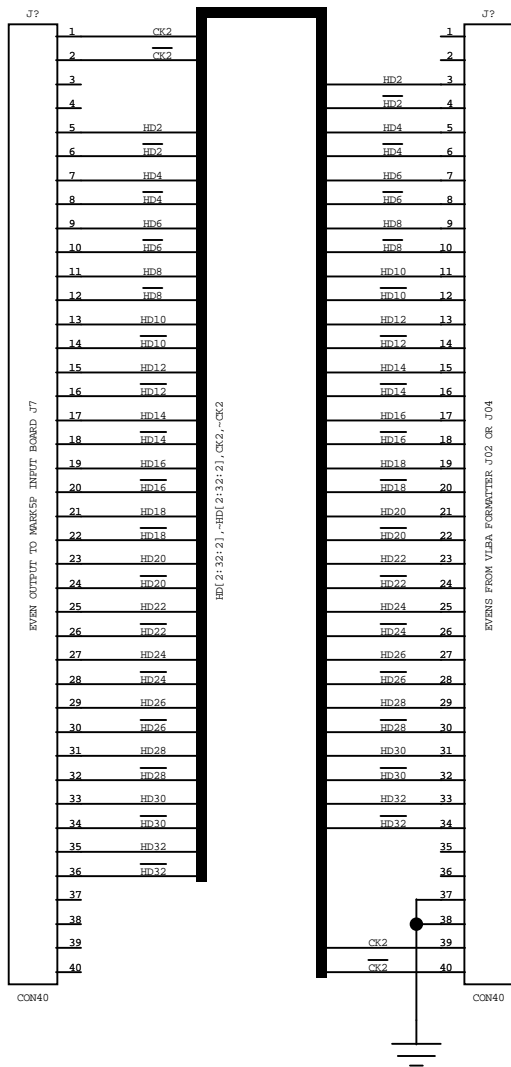 J?
1 CK2
2 CK2
3
4
5 HD2
6 HD2
7 HD4
8 HD4
9 HD6
10 HD6
11 HD8
12 HD8
13 HD10
14 HD10
15 HD12
16 HD12
17 HD14
18 HD14
19 HD16
20 HD16
21 HD18
22 HD18
23 HD20
24 HD20
25 HD22
26 HD22
27 HD24
28 HD24
29 HD26
30 HD26
31 HD28
32 HD28
33 HD30
34 HD30
35 HD32
36 HD32
37
38
39
40
CON40
EVEN OUTPUT TO MARK5P INPUT BOARD J7
HD[2:32:2],~HD[2:32:2],CK2,~CK2
J?
1
2
HD2 3
HD2 4
HD4 5
HD4 6
HD6 7
HD6 8
HD8 9
HD8 10
HD10 11
HD10 12
HD12 13
HD12 14
HD14 15
HD14 16
HD16 17
HD16 18
HD18 19
HD18 20
HD20 21
HD20 22
HD22 23
HD22 24
HD24 25
HD24 26
HD26 27
HD26 28
HD28 29
HD28 30
HD30 31
HD30 32
HD32 33
HD32 34
35
36
37
38
CK2 39
CK2 40
CON40
EVENS FROM VLBA FORMATTER J02 OR J04